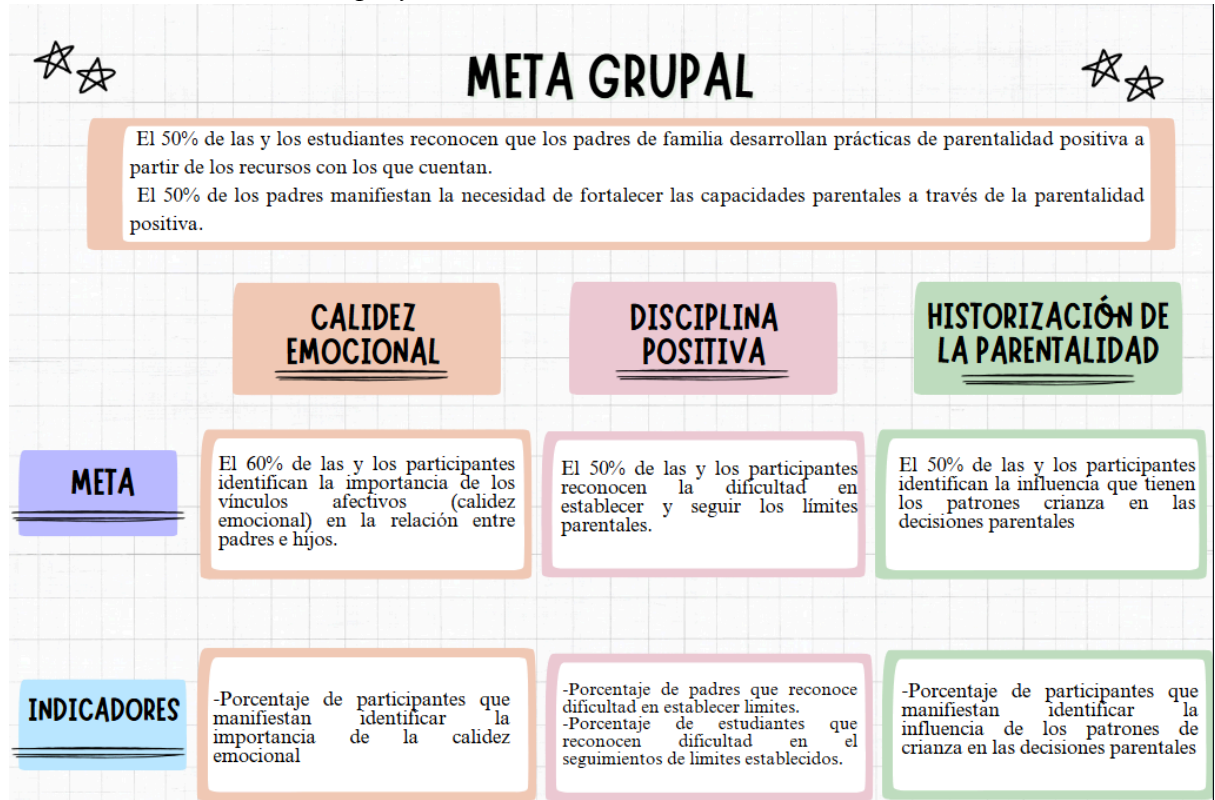 META GRUPAL
El 50% de las y los estudiantes reconocen que los padres de familia desarrollan prácticas de parentalidad positiva a
partir de los recursos con los que cuentan.
El 50% de los padres manifiestan la necesidad de fortalecer las capacidades parentales a través de la parentalidad
positiva.
CALIDEZ
EMOCIONAL
DISCIPLINA
POSITIVA
HISTORIZACIÓN DE
LA PARENTALIDAD
META
El 60% de las y los participantes
identifican la importancia de los
vínculos afectivos (calidez
emocional) en la relación entre
padres e hijos.
El 50% de las y los participantes
reconocen la dificultad en
establecer y seguir los límites
parentales.
El 50% de las y los participantes
identifican la influencia que tienen
los patrones crianza en las
decisiones parentales
INDICADORES
-Porcentaje de participantes que
manifiestan identificar la
importancia de la calidez
emocional
-Porcentaje de padres que reconoce
dificultad en establecer limites.
-Porcentaje de estudiantes que
reconocen dificultad en el
seguimientos de limites establecidos.
-Porcentaje de participantes que
manifiestan identificar la
influencia de los patrones de
crianza en las decisiones parentales